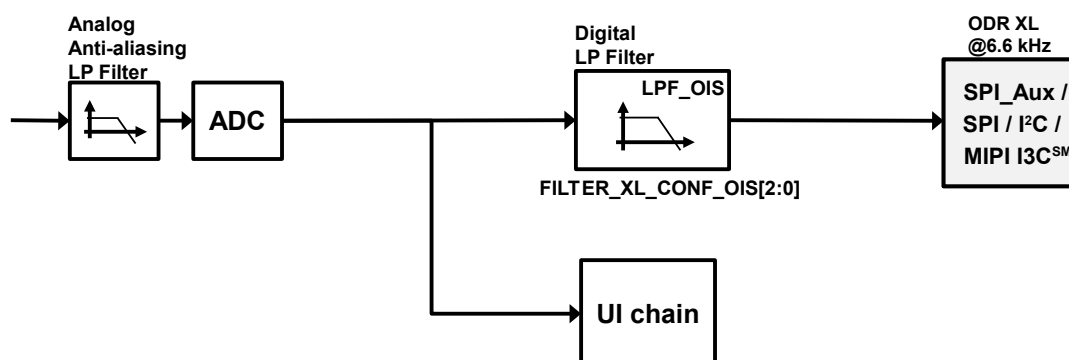 Analog
Anti-aliasing
LP Filter
ADC
Digital
LP Filter
LPF_OIS
FILTER_XL_CONF_OIS[2:0]
ODR XL
@6.6 kHz
SPI_Aux /
SPI / I²C /
MIPI I3Cˢᴹ
UI chain